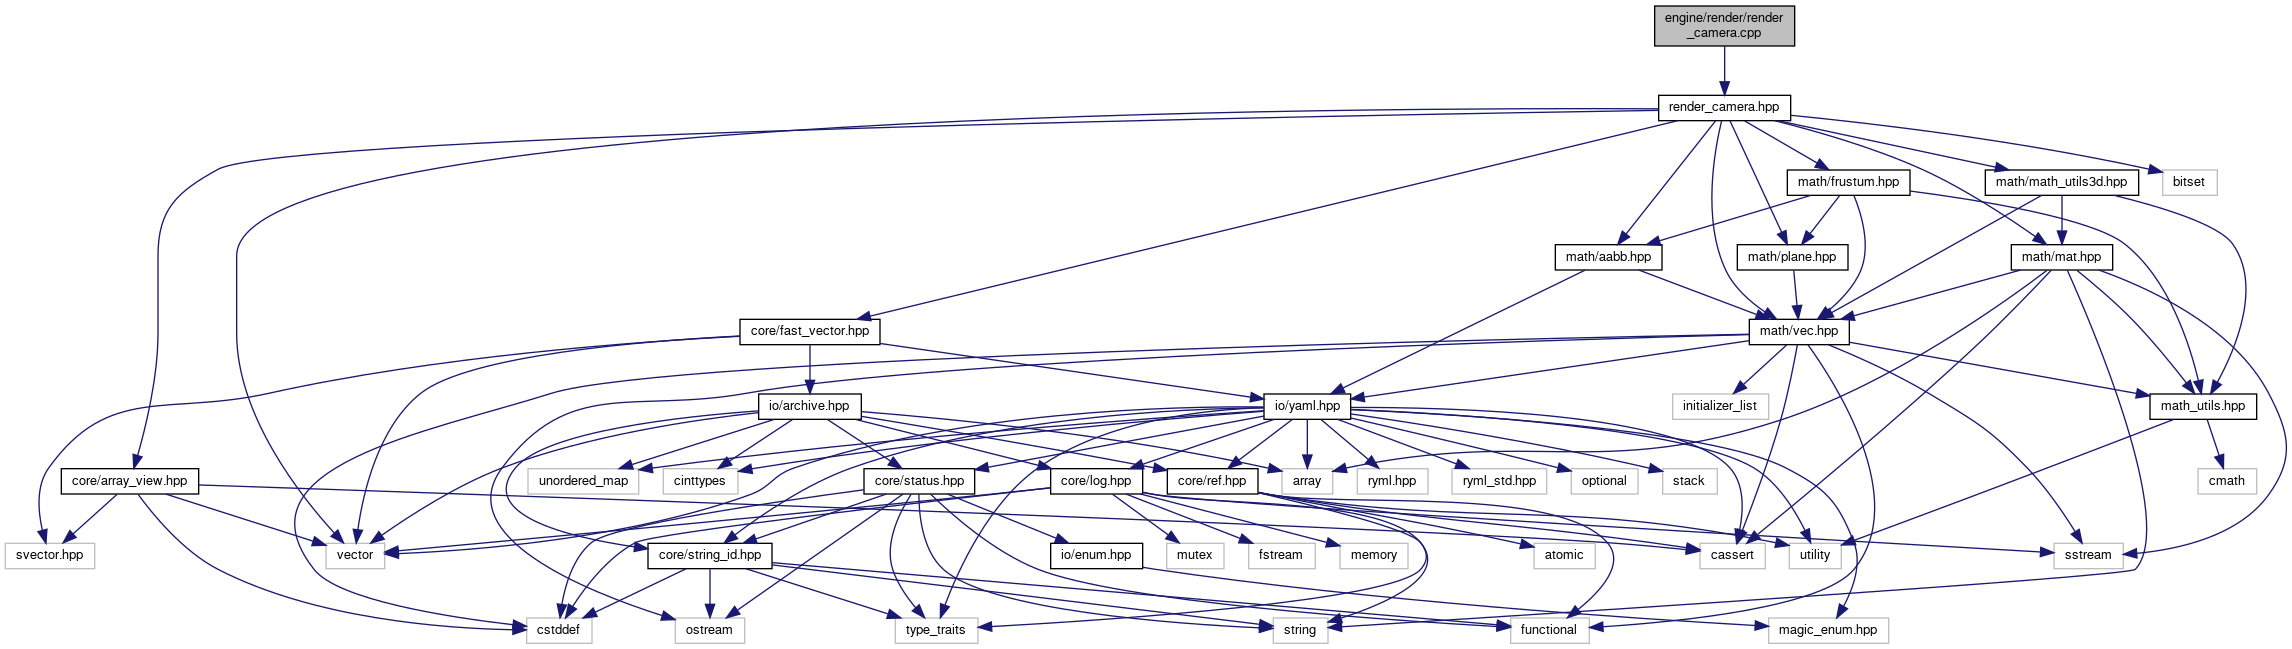 engine/render/render
_camera.cpp
render_camera.hpp
math/frustum.hpp
math/math_utils3d.hpp
bitset
math/aabb.hpp
math/plane.hpp
math/mat.hpp
core/fast_vector.hpp
math/vec.hpp
io/archive.hpp
io/yaml.hpp
initializer_list
math_utils.hpp
core/array_view.hpp
unordered_map
cinttypes
core/status.hpp
core/log.hpp
core/ref.hpp
array
ryml.hpp
ryml_std.hpp
optional
stack
cmath
svector.hpp
vector
core/string_id.hpp
io/enum.hpp
mutex
fstream
memory
atomic
cassert
utility
sstream
cstddef
ostream
type_traits
string
functional
magic_enum.hpp